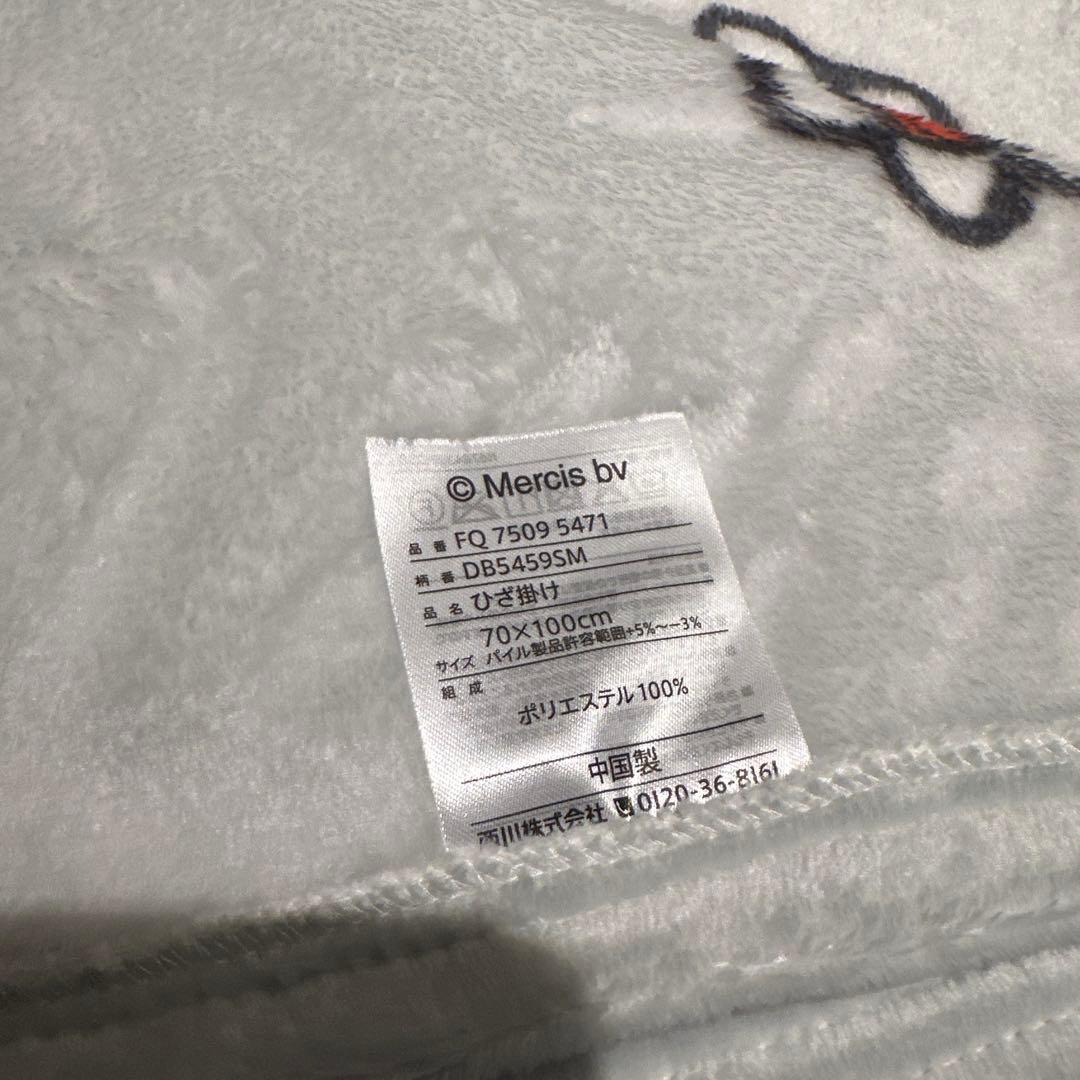 © Mercis bv
品番 FQ 7509 5471
柄番 DB5459SM
品名 ひざ掛け
70×100cm
サイズ パイル製品許容範囲+5%～−3%
組成
ポリエステル100%
中国製
西川株式会社 0120-36-8161